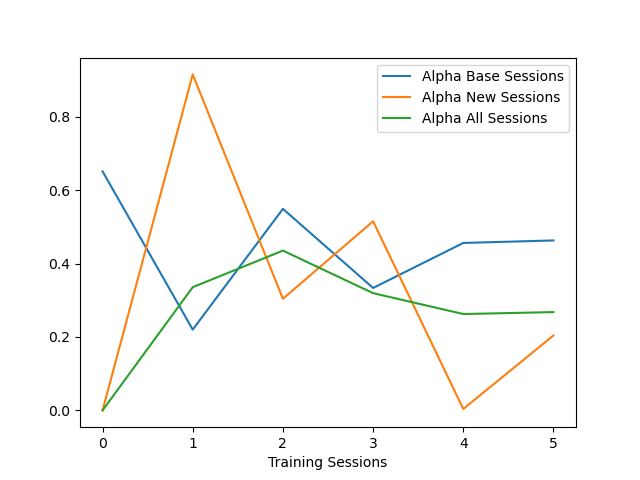 Alpha Base Sessions
Alpha New Sessions
Alpha All Sessions
0.8
0.6
0.4
0.2
0.0
0 1 2 3 4 5
Training Sessions